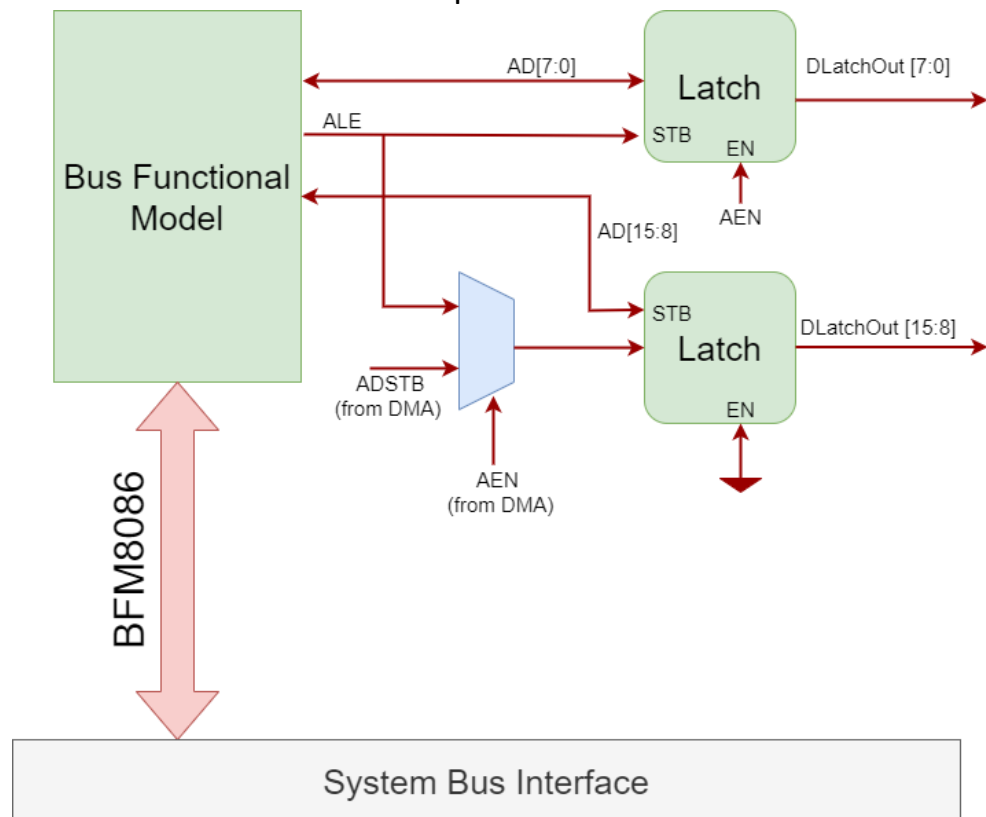 AD[7:0]
Latch
DLatchOut [7:0]
ALE
STB
EN
Bus Functional
Model
AEN
AD[15:8]
STB
Latch
DLatchOut [15:8]
ADSTB
(from DMA)
EN
AEN
(from DMA)
BFM8086
System Bus Interface